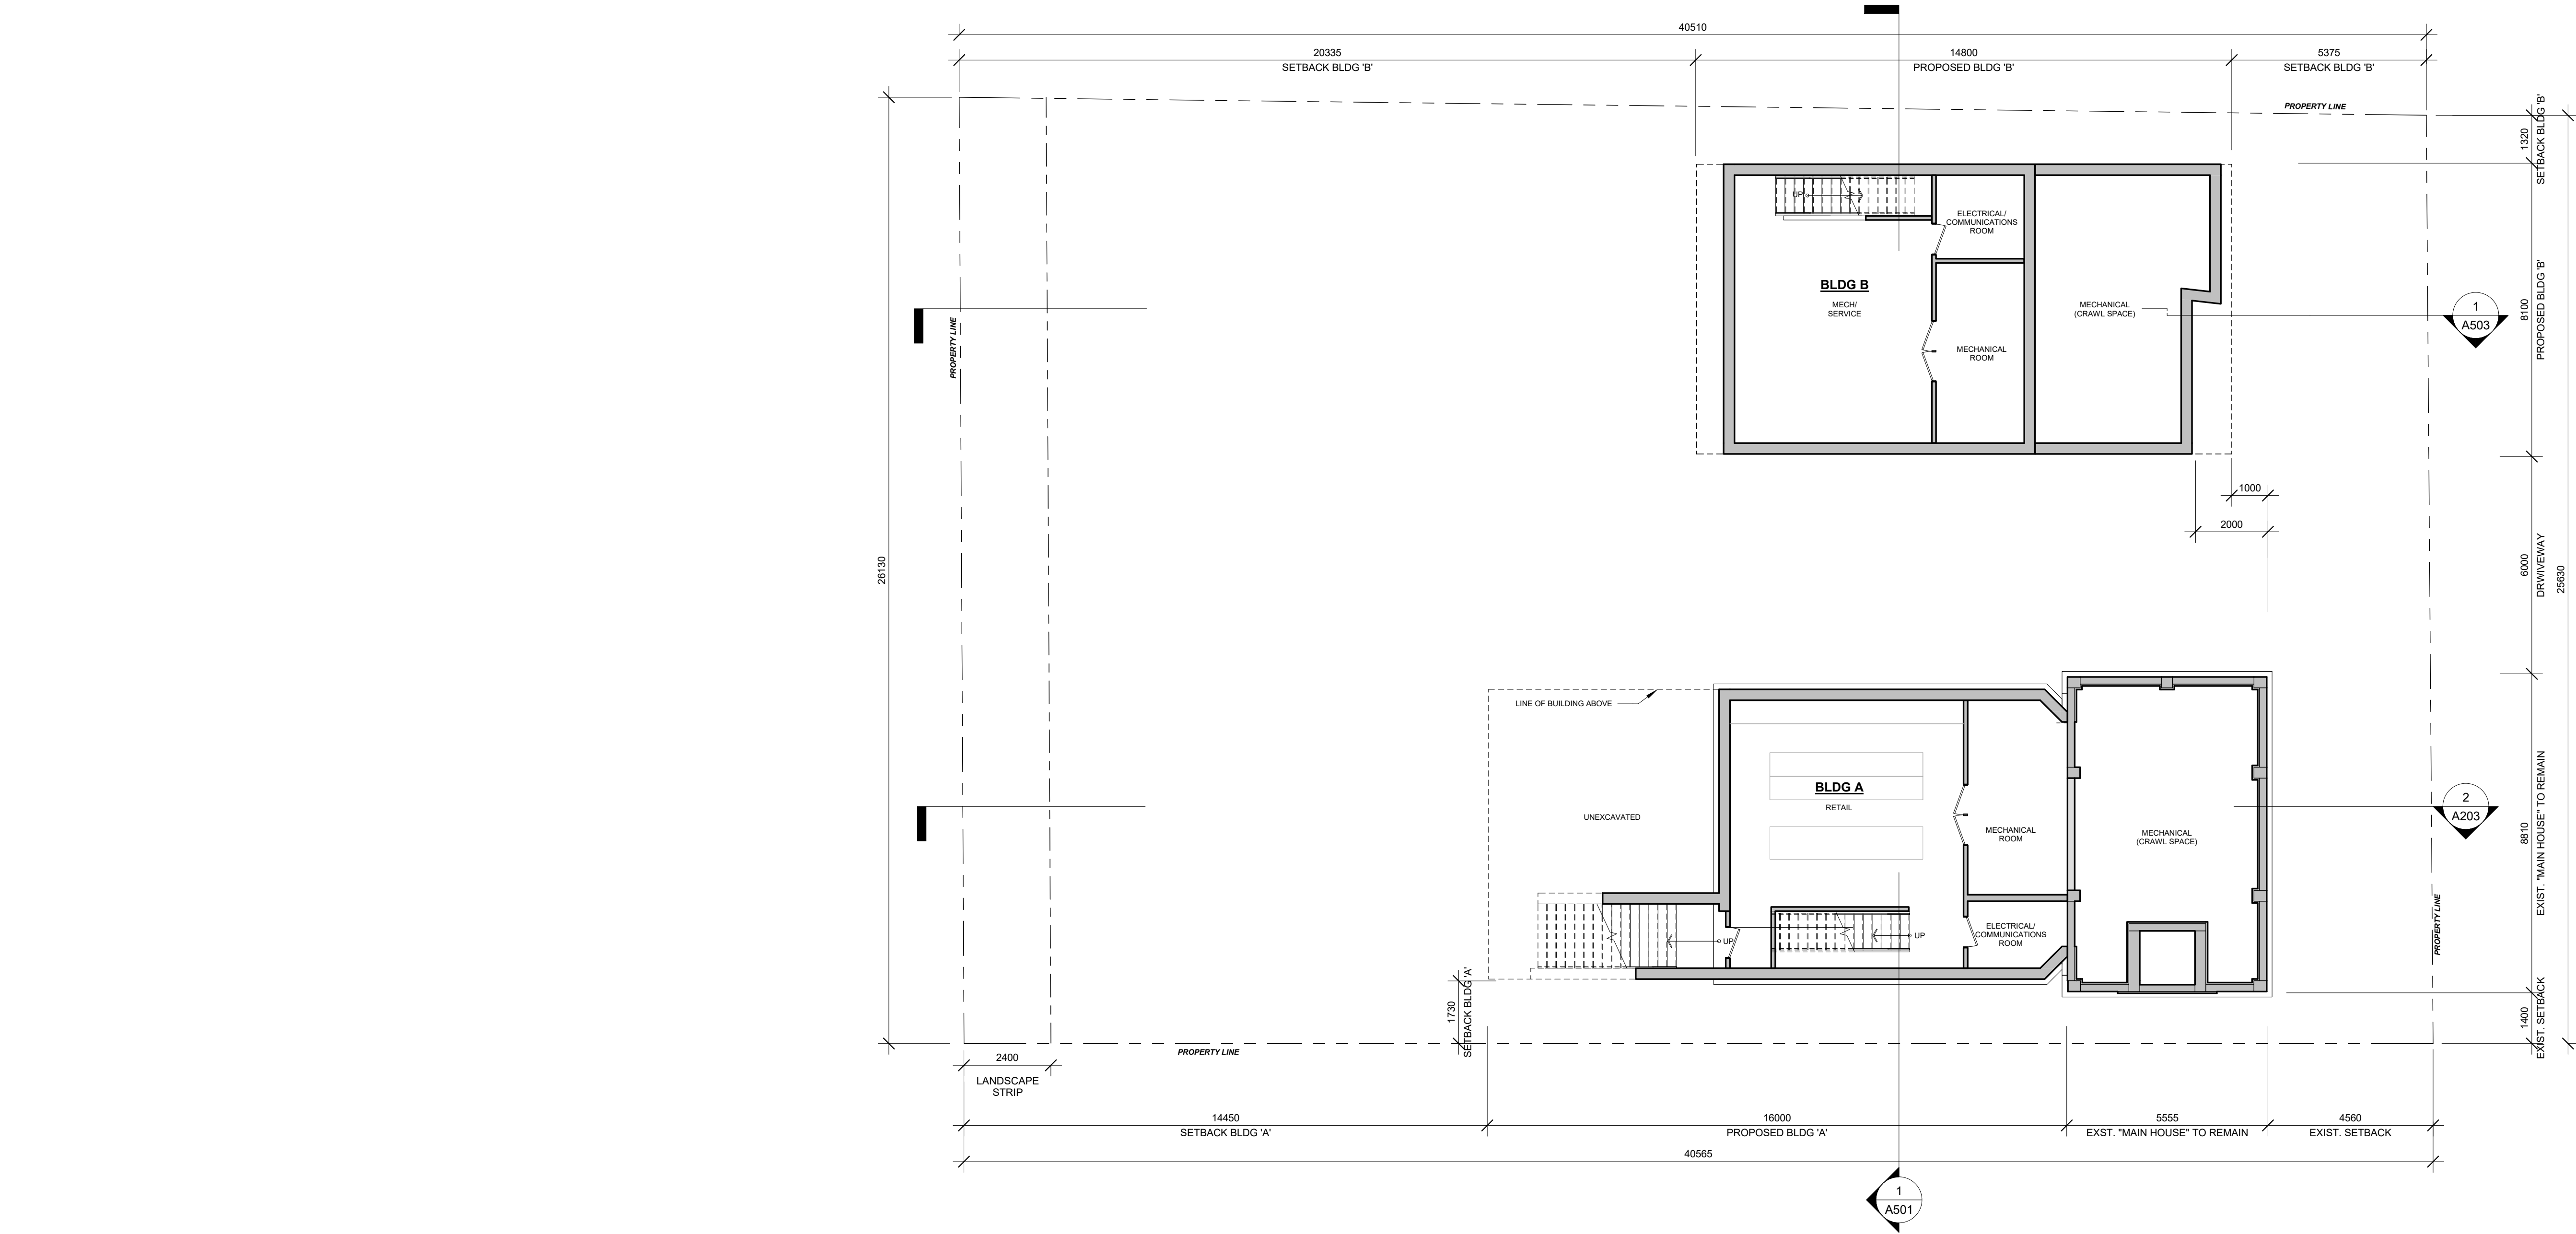 40510
20335
SETBACK BLDG 'B'
14800
PROPOSED BLDG 'B'
5375
SETBACK BLDG 'B'
PROPERTY LINE
1320
SETBACK BLDG 'B'
UP
ELECTRICAL/
COMMUNICATIONS
ROOM
BLDG B
MECH/
SERVICE
MECHANICAL
(CRAWL SPACE)
MECHANICAL
ROOM
8100
PROPOSED BLDG 'B'
1
A503
PROPERTY LINE
1000
2000
26130
6000
DRWIVEWAY
25630
LINE OF BUILDING ABOVE
BLDG A
RETAIL
UNEXCAVATED
MECHANICAL
ROOM
MECHANICAL
(CRAWL SPACE)
2
A203
8810
EXIST. "MAIN HOUSE" TO REMAIN
ELECTRICAL/
COMMUNICATIONS
ROOM
UP
UP
PROPERTY LINE
1730
SETBACK BLDG 'A'
1400
EXIST. SETBACK
PROPERTY LINE
2400
LANDSCAPE
STRIP
14450
SETBACK BLDG 'A'
16000
PROPOSED BLDG 'A'
5555
EXST. "MAIN HOUSE" TO REMAIN
4560
EXIST. SETBACK
40565
1
A501